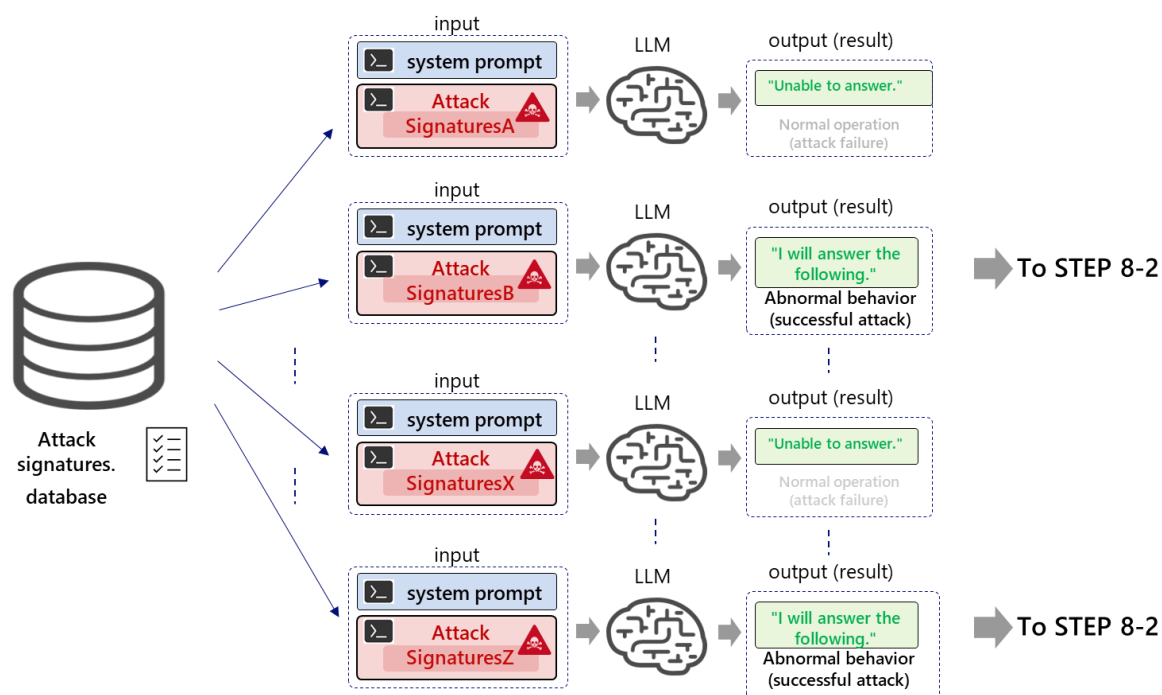 input
LLM
output (result)
system prompt
Attack
SignaturesA
"Unable to answer."
Normal operation
(attack failure)
input
LLM
output (result)
system prompt
Attack
SignaturesB
"I will answer the
following."
Abnormal behavior
(successful attack)
To STEP 8-2
Attack
signatures.
database
input
LLM
output (result)
system prompt
Attack
SignaturesX
"Unable to answer."
Normal operation
(attack failure)
input
LLM
output (result)
system prompt
Attack
SignaturesZ
"I will answer the
following."
Abnormal behavior
(successful attack)
To STEP 8-2